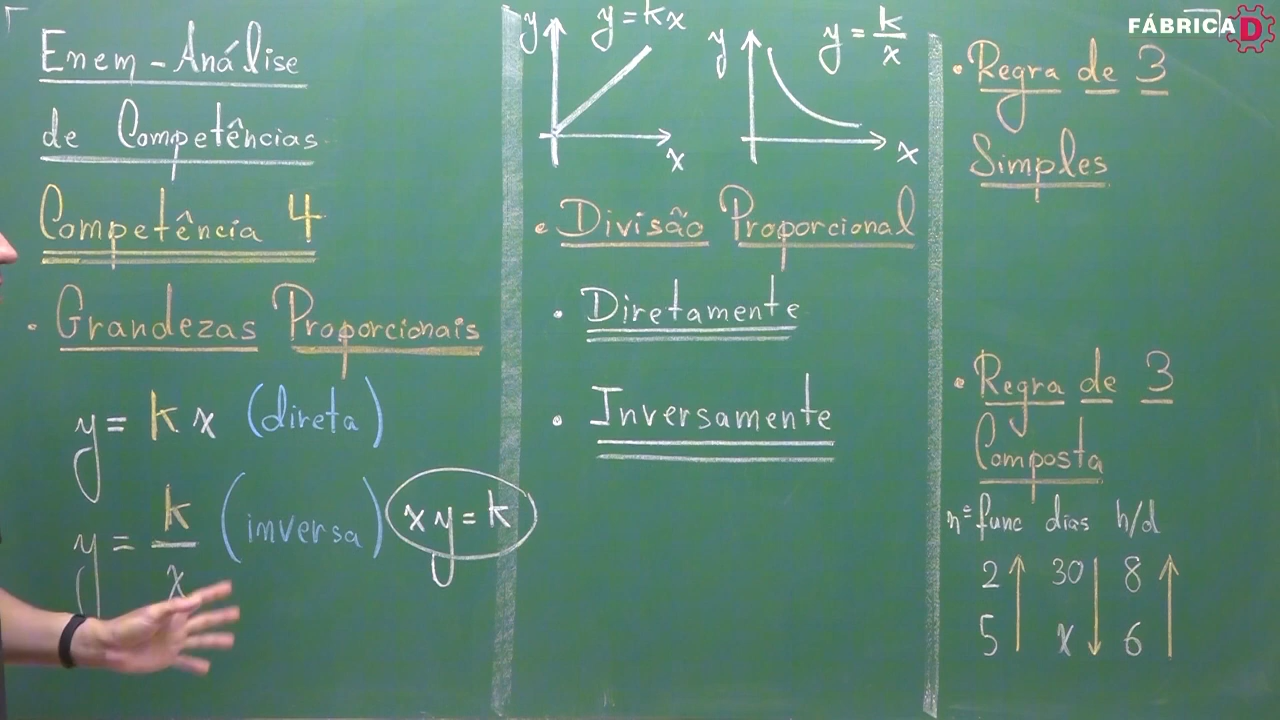 Enem - Análise
de Competências
Competência 4
• Grandezas Proporcionais
y = k x (direta)
y = k/x (inversa) xy = k
y y = kx
x
y y = k/x
x
• Divisão Proporcional
• Diretamente
• Inversamente
FÁBRICA D
• Regra de 3
Simples
• Regra de 3
Composta
nº func dias h/d
2 ↑ 30 ↓ 8 ↑
5 x 6